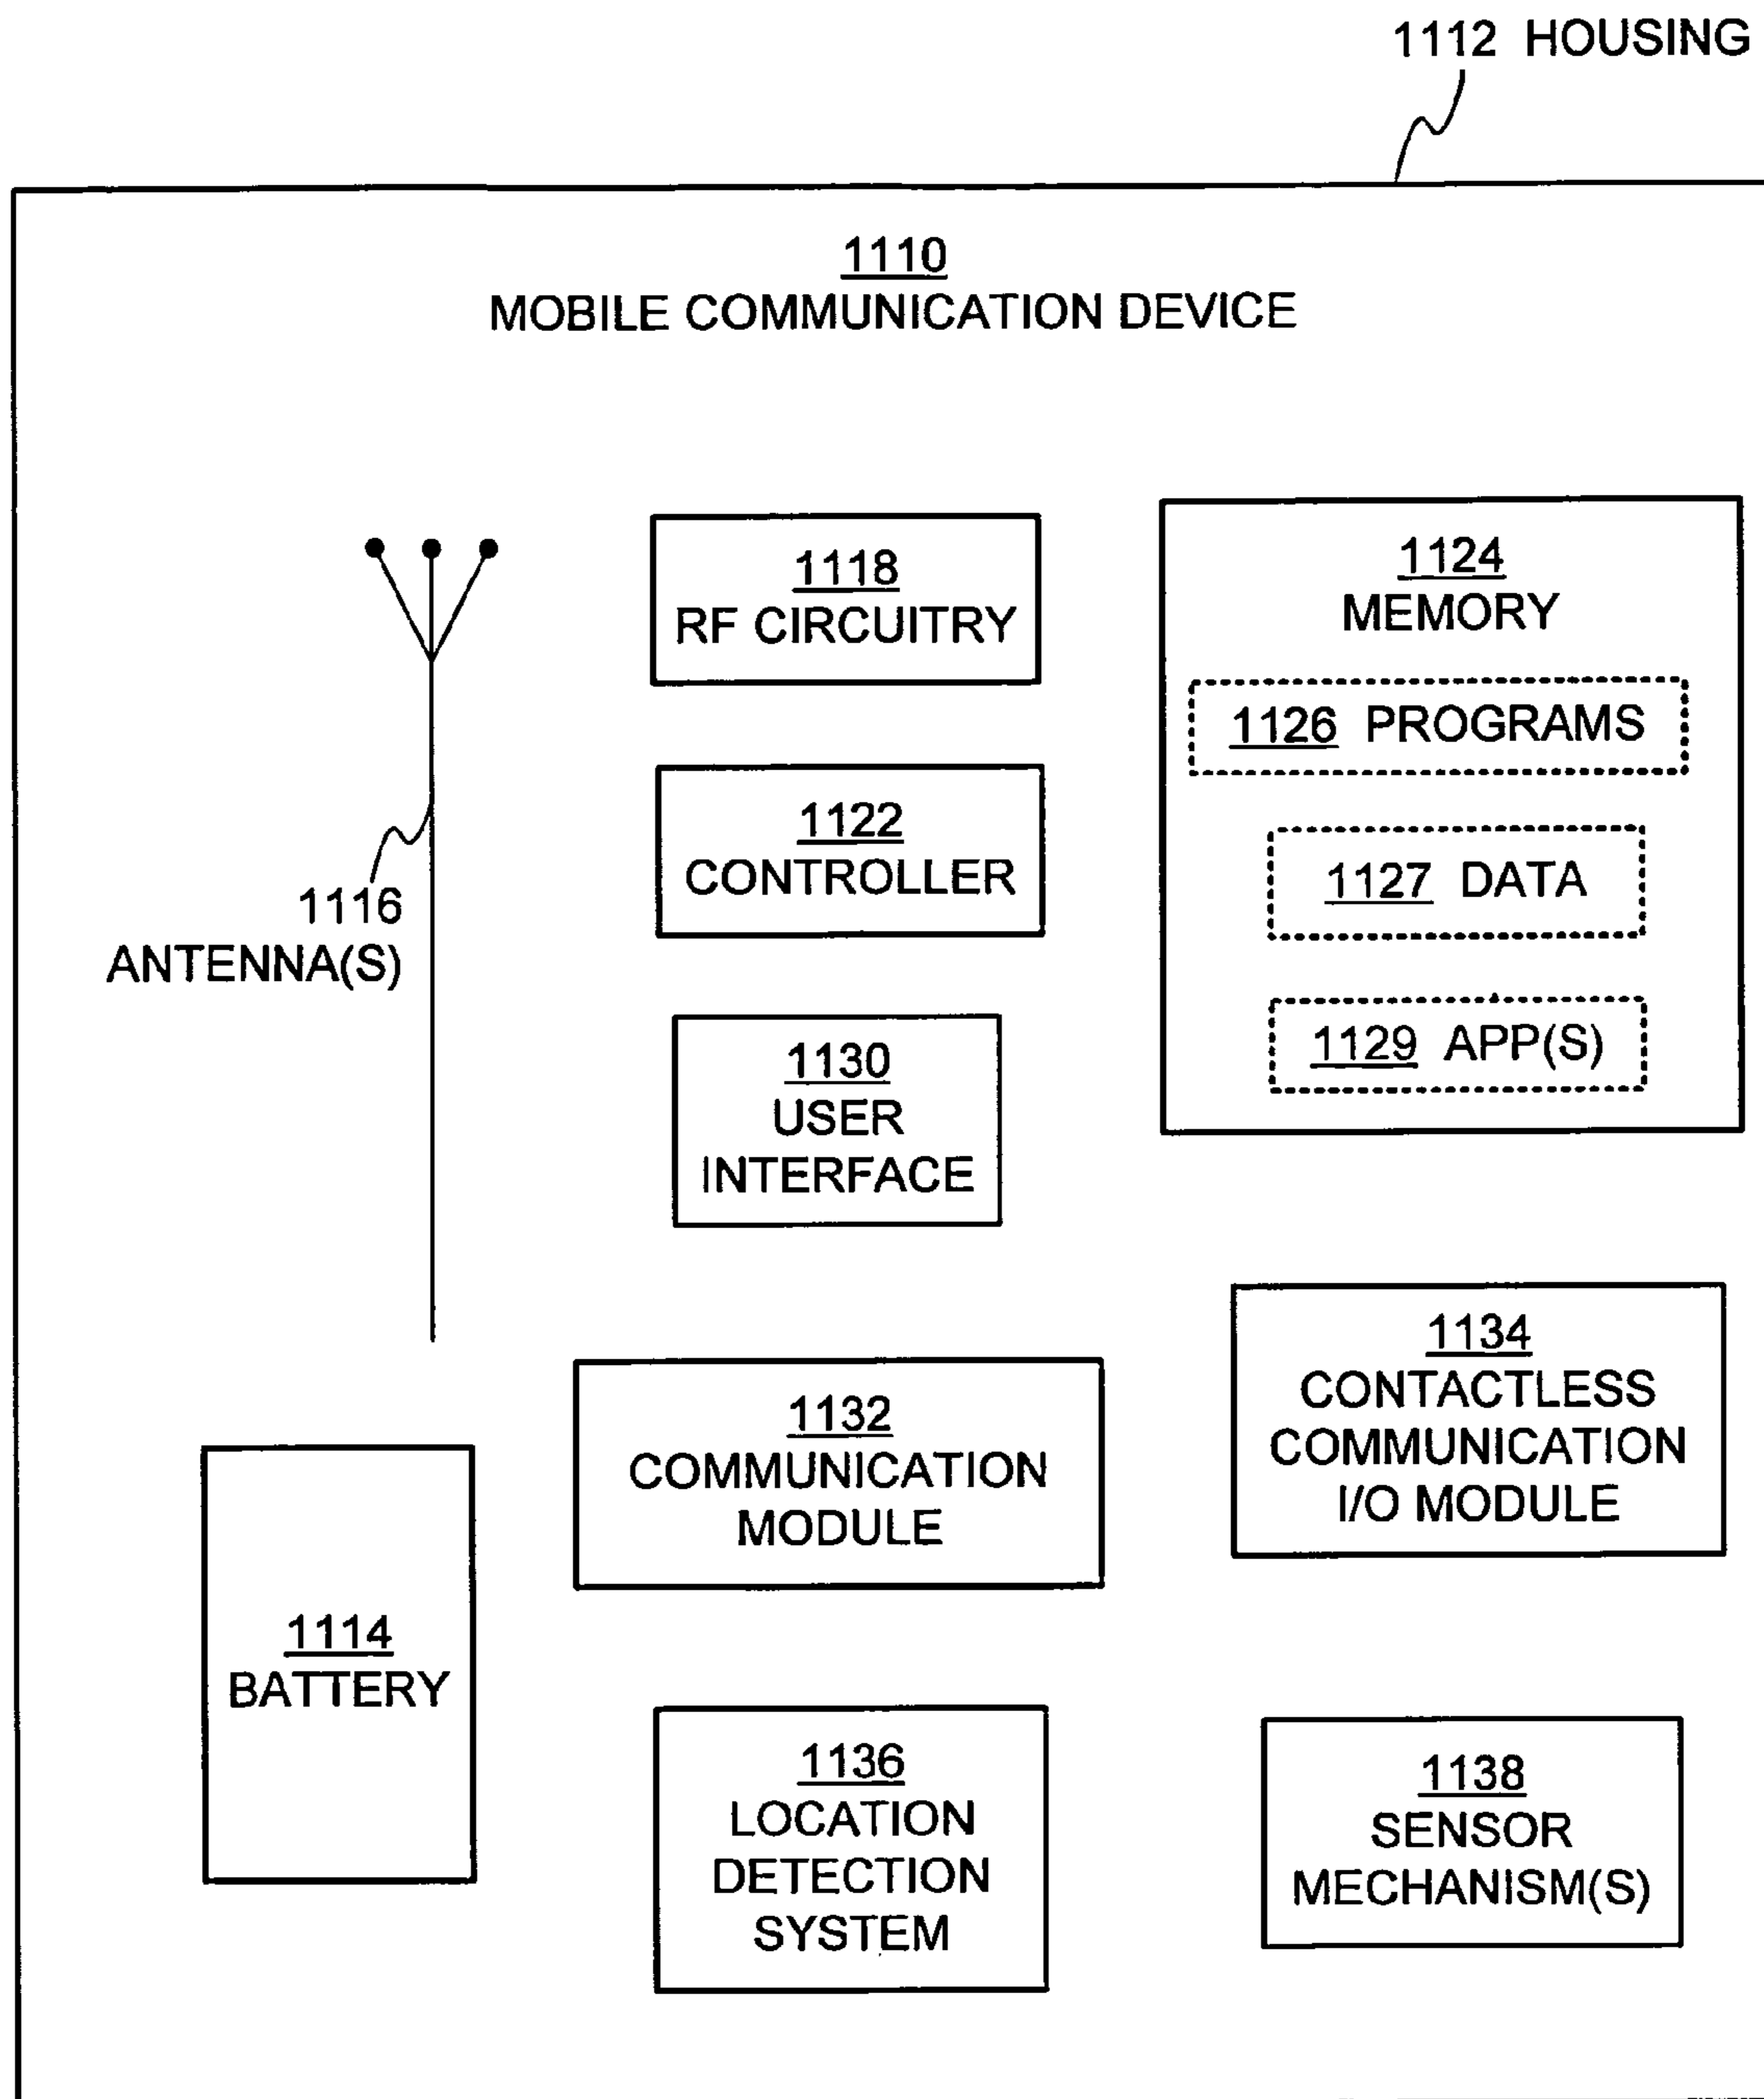 1112 HOUSING
1110
MOBILE COMMUNICATION DEVICE
1118
RF CIRCUITRY
1124
MEMORY
1126 PROGRAMS
1127 DATA
1129 APP(S)
1122
CONTROLLER
1116
ANTENNA(S)
1130
USER
INTERFACE
1132
COMMUNICATION
MODULE
1134
CONTACTLESS
COMMUNICATION
I/O MODULE
1114
BATTERY
1136
LOCATION
DETECTION
SYSTEM
1138
SENSOR
MECHANISM(S)